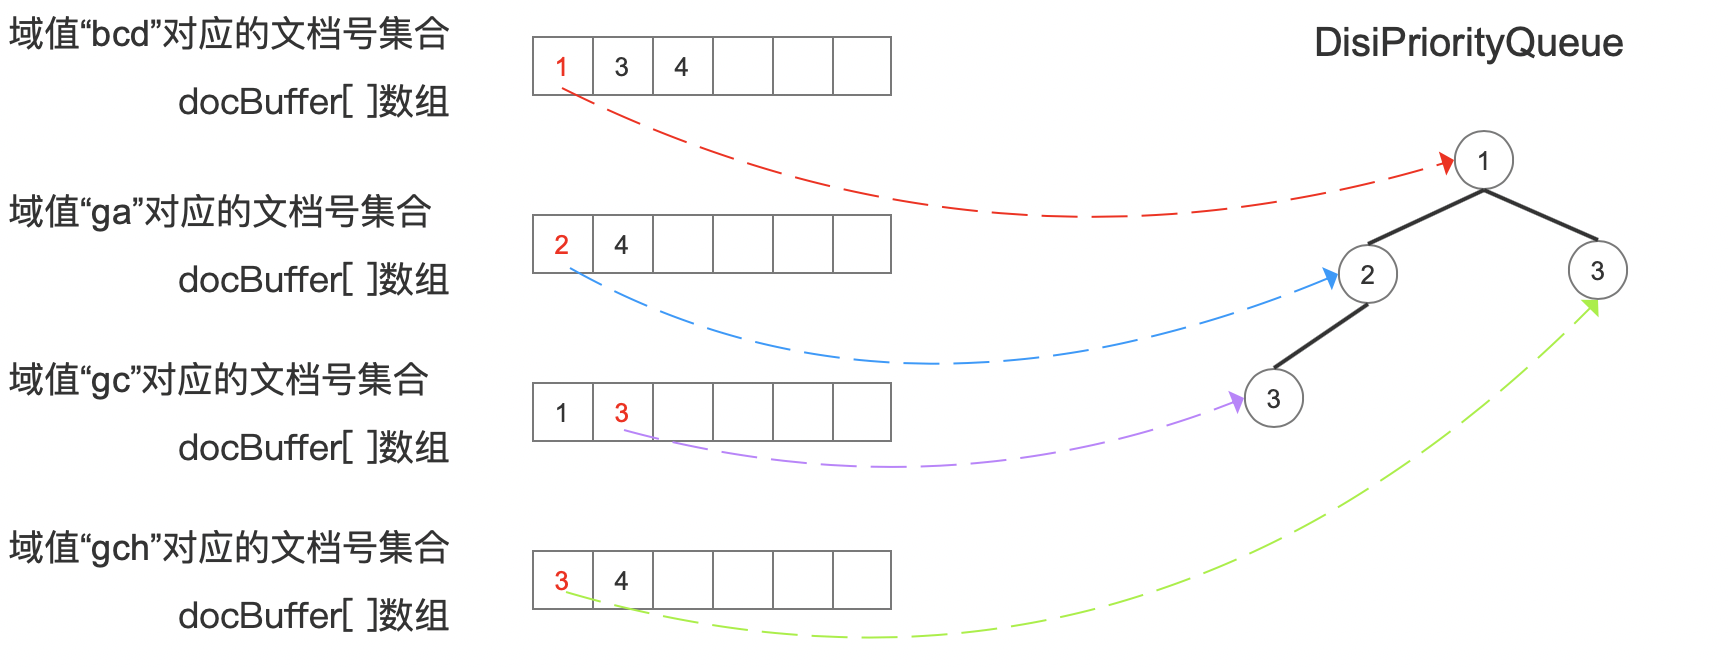 域值“bcd”对应的文档号集合
docBuffer[ ]数组
1 3 4
DisiPriorityQueue
域值“ga”对应的文档号集合
docBuffer[ ]数组
2 4
域值“gc”对应的文档号集合
docBuffer[ ]数组
1 3
域值“gch”对应的文档号集合
docBuffer[ ]数组
3 4
1
2 3
3